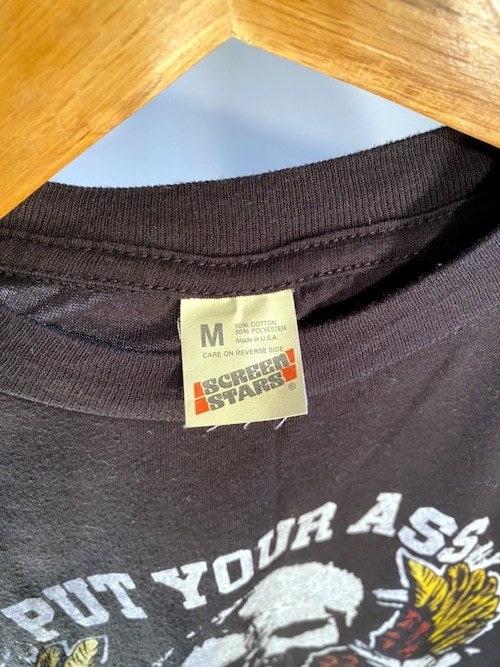 M
50% COTTON
50% POLYESTER
Made in U.S.A.
CARE ON REVERSE SIDE
SCREEN
STARS®
PUT YOUR ASS